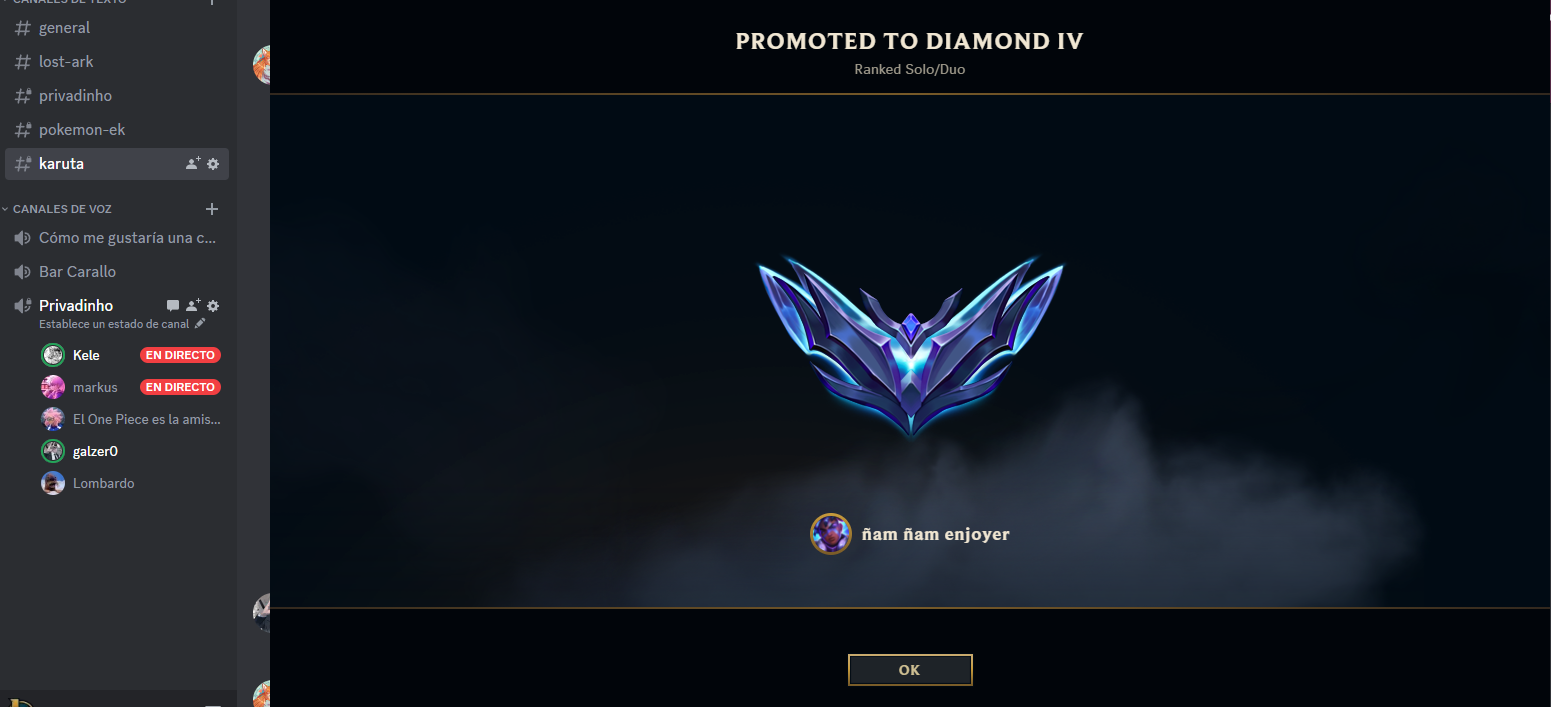 CANALES DE TEXTO
general
lost-ark
privadinho
pokemon-ek
karuta
CANALES DE VOZ
Cómo me gustaría una c...
Bar Carallo
Privadinho
Establece un estado de canal
Kele EN DIRECTO
markus EN DIRECTO
El One Piece es la amis...
galzer0
Lombardo
PROMOTED TO DIAMOND IV
Ranked Solo/Duo
ñam ñam enjoyer
OK